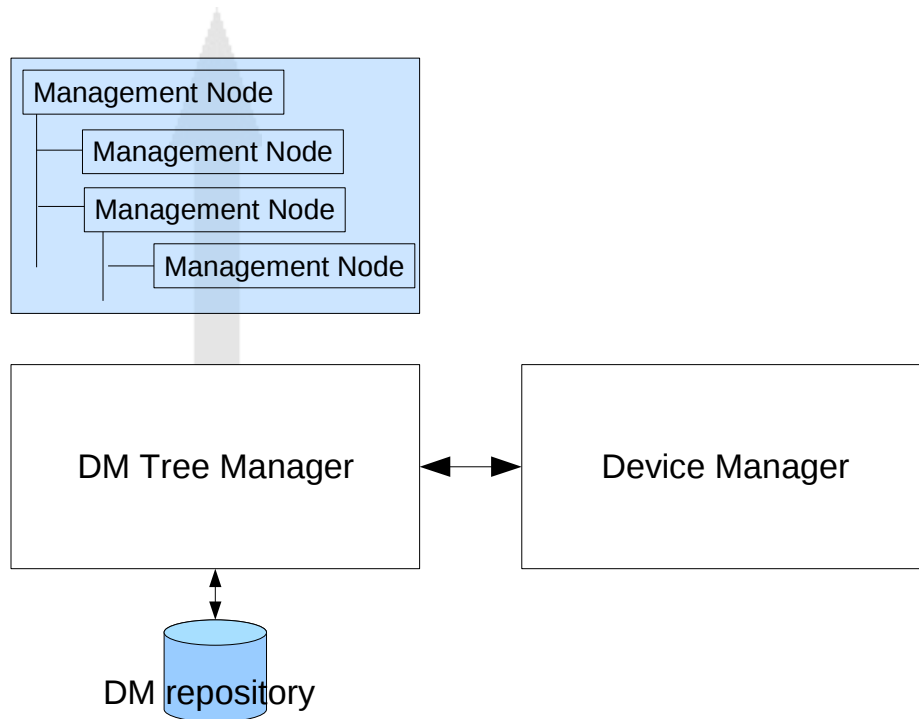 Management Node
Management Node
Management Node
Management Node
DM Tree Manager
Device Manager
DM repository